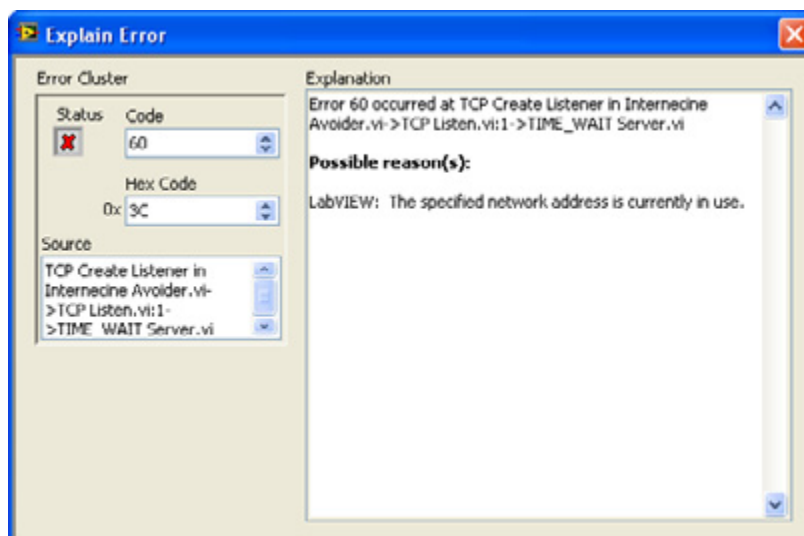 Explain Error
Error Cluster
Status
Code
60
Hex Code
0x
3C
Source
TCP Create Listener in
Internecine Avoider.vi-
>TCP Listen.vi:1-
>TIME_WAIT Server.vi
Explanation
Error 60 occurred at TCP Create Listener in Internecine
Avoider.vi->TCP Listen.vi:1->TIME_WAIT Server.vi
Possible reason(s):
LabVIEW:  The specified network address is currently in use.